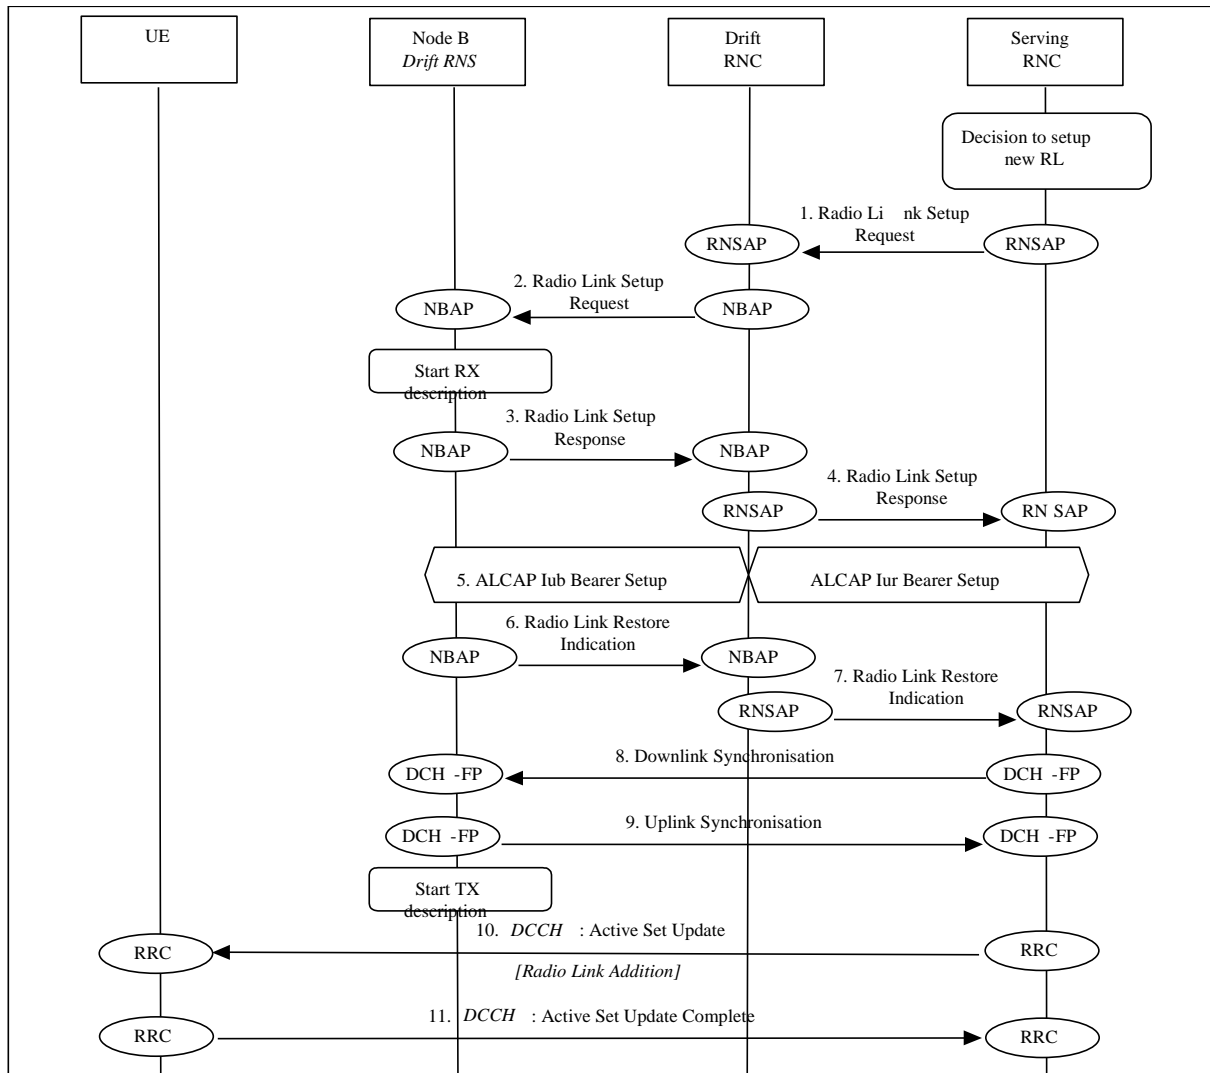 UE
Node B
Drift RNS
Drift
RNC
Serving
RNC
Decision to setup
new RL
1. Radio Li nk Setup
Request
RNSAP
RNSAP
2. Radio Link Setup
Request
NBAP
NBAP
Start RX
description
3. Radio Link Setup
Response
NBAP
NBAP
4. Radio Link Setup
Response
RNSAP
RN SAP
5. ALCAP Iub Bearer Setup
ALCAP Iur Bearer Setup
6. Radio Link Restore
Indication
NBAP
NBAP
7. Radio Link Restore
Indication
RNSAP
RNSAP
8. Downlink Synchronisation
DCH -FP
DCH -FP
9. Uplink Synchronisation
DCH -FP
DCH -FP
Start TX
description
10. DCCH : Active Set Update
RRC
RRC
[Radio Link Addition]
11. DCCH : Active Set Update Complete
RRC
RRC